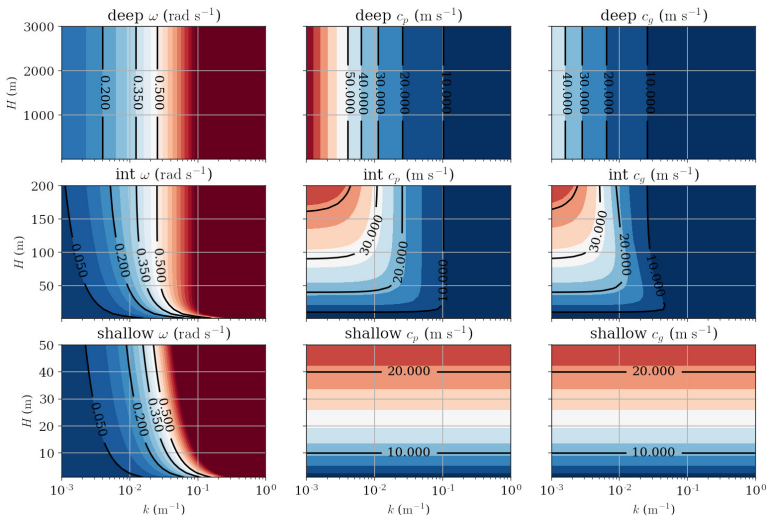 deep ω (rad s⁻¹)
deep cₚ (m s⁻¹)
deep c_g (m s⁻¹)
3000
2000
1000
H (m)
0.200
0.350
0.500
50.000
40.000
30.000
20.000
10.000
40.000
30.000
20.000
10.000
int ω (rad s⁻¹)
int cₚ (m s⁻¹)
int c_g (m s⁻¹)
200
150
100
50
H (m)
0.050
0.200
0.350
0.500
30.000
20.000
10.000
30.000
20.000
10.000
shallow ω (rad s⁻¹)
shallow cₚ (m s⁻¹)
shallow c_g (m s⁻¹)
50
40
30
20
10
H (m)
0.050
0.200
0.350
0.500
20.000
10.000
20.000
10.000
10⁻³ 10⁻² 10⁻¹ 10⁰
10⁻³ 10⁻² 10⁻¹ 10⁰
10⁻³ 10⁻² 10⁻¹ 10⁰
k (m⁻¹)
k (m⁻¹)
k (m⁻¹)